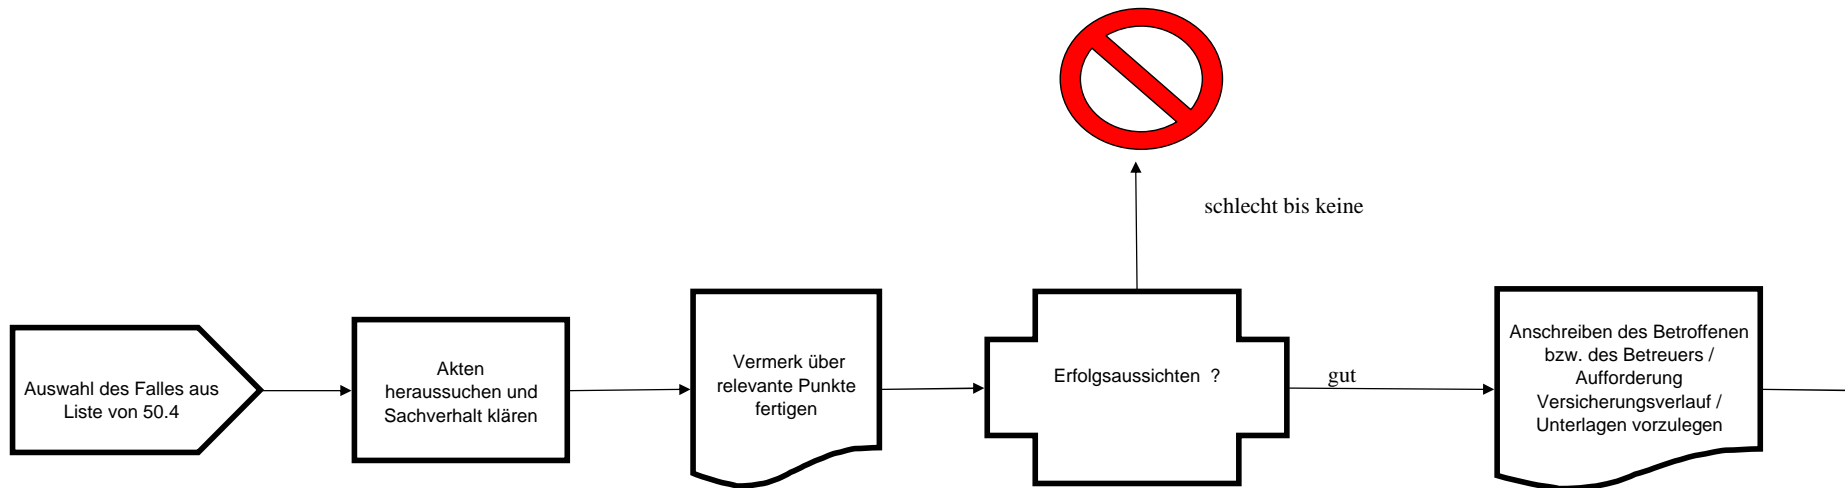 schlecht bis keine
Auswahl des Falles aus
Liste von 50.4
Akten
heraussuchen und
Sachverhalt klären
Vermerk über
relevante Punkte
fertigen
Erfolgsaussichten ?
gut
Anschreiben des Betroffenen
bzw. des Betreuers /
Aufforderung
Versicherungsverlauf /
Unterlagen vorzulegen